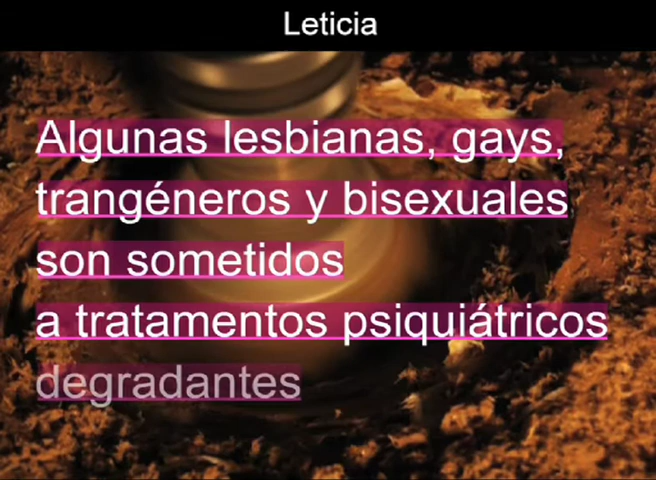 Leticia
Algunas lesbianas, gays,
trangéneros y bisexuales
son sometidos
a tratamentos psiquiátricos
degradantes